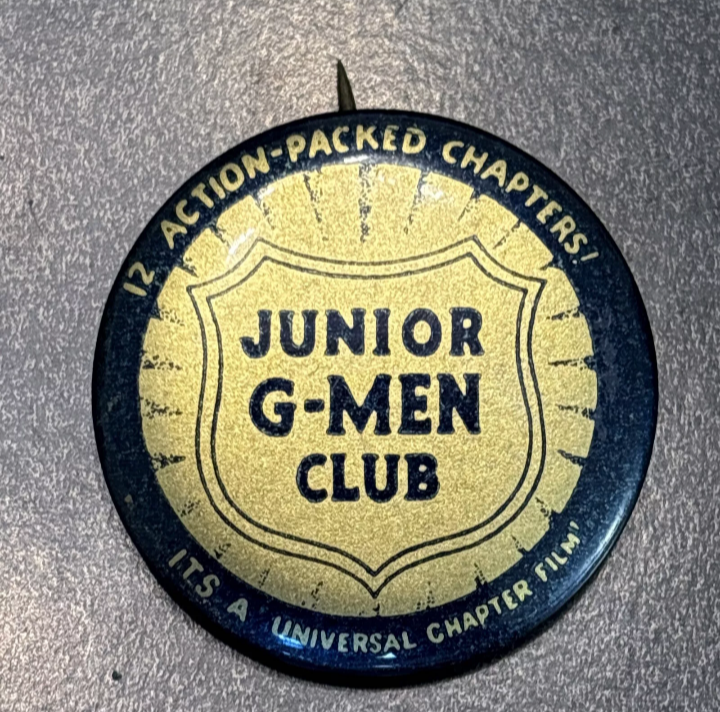 12 ACTION-PACKED CHAPTERS!
JUNIOR
G-MEN
CLUB
ITS A 'UNIVERSAL CHAPTER FILM'